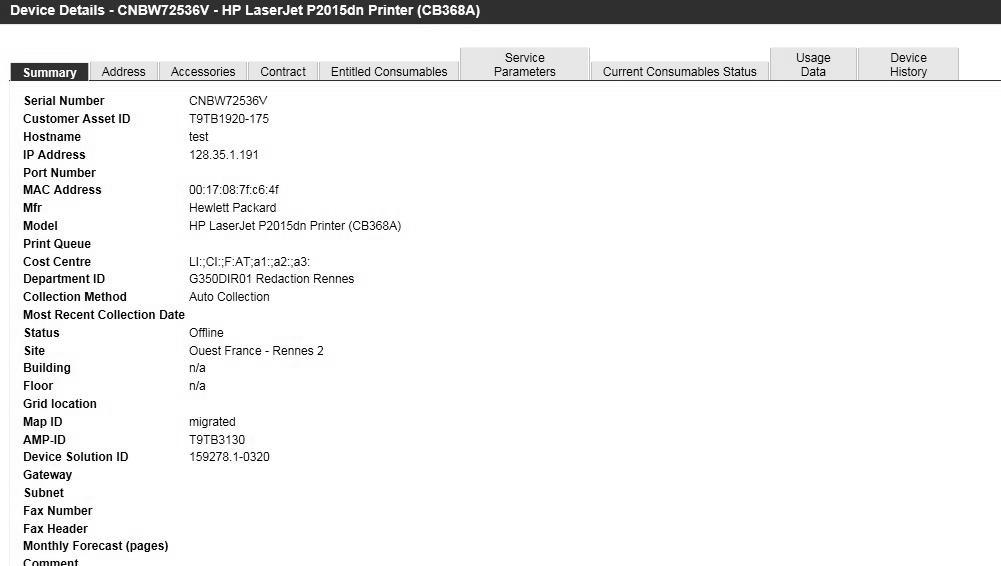 Device Details - CNBW72536V - HP LaserJet P2015dn Printer (CB368A)
Summary Address Accessories Contract Entitled Consumables Service Parameters Current Consumables Status Usage Data Device History
Serial Number CNBW72536V
Customer Asset ID T9TB1920-175
Hostname test
IP Address 128.35.1.191
Port Number
MAC Address 00:17:08:7f:c6:4f
Mfr Hewlett Packard
Model HP LaserJet P2015dn Printer (CB368A)
Print Queue
Cost Centre LI:;CI:;F:AT;a1:;a2:;a3:
Department ID G350DIR01 Redaction Rennes
Collection Method Auto Collection
Most Recent Collection Date
Status Offline
Site Ouest France - Rennes 2
Building n/a
Floor n/a
Grid location
Map ID migrated
AMP-ID T9TB3130
Device Solution ID 159278.1-0320
Gateway
Subnet
Fax Number
Fax Header
Monthly Forecast (pages)
Comment